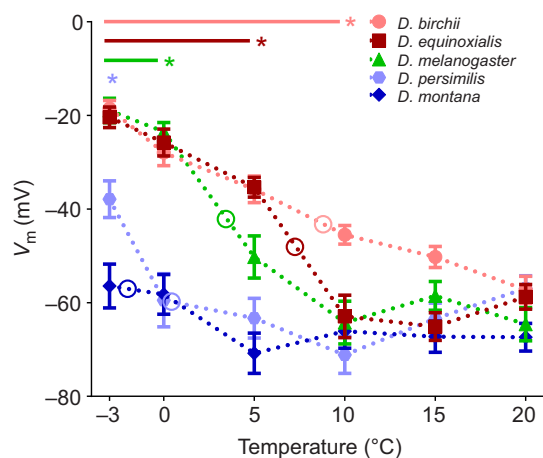 0
−20
−40
−60
−80
Vm (mV)
*
*
*
*
D. birchii
D. equinoxialis
D. melanogaster
D. persimilis
D. montana
−3 0 5 10 15 20
Temperature (°C)